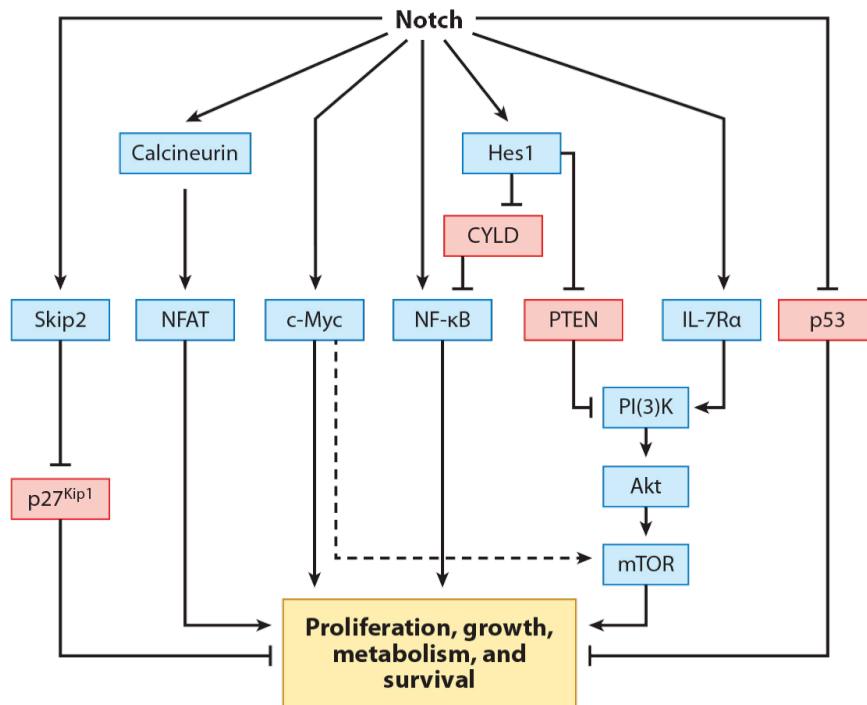 Notch
Calcineurin
Hes1
CYLD
Skip2
NFAT
c-Myc
NF-κB
PTEN
IL-7Rα
p53
PI(3)K
p27Kip1
Akt
mTOR
Proliferation, growth,
metabolism, and
survival